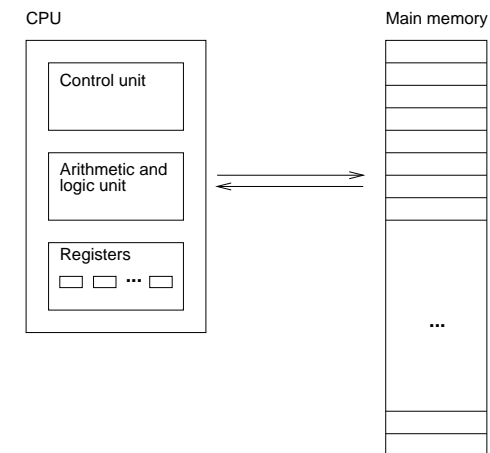 CPU
Main memory
Control unit
Arithmetic and
logic unit
Registers
...
...